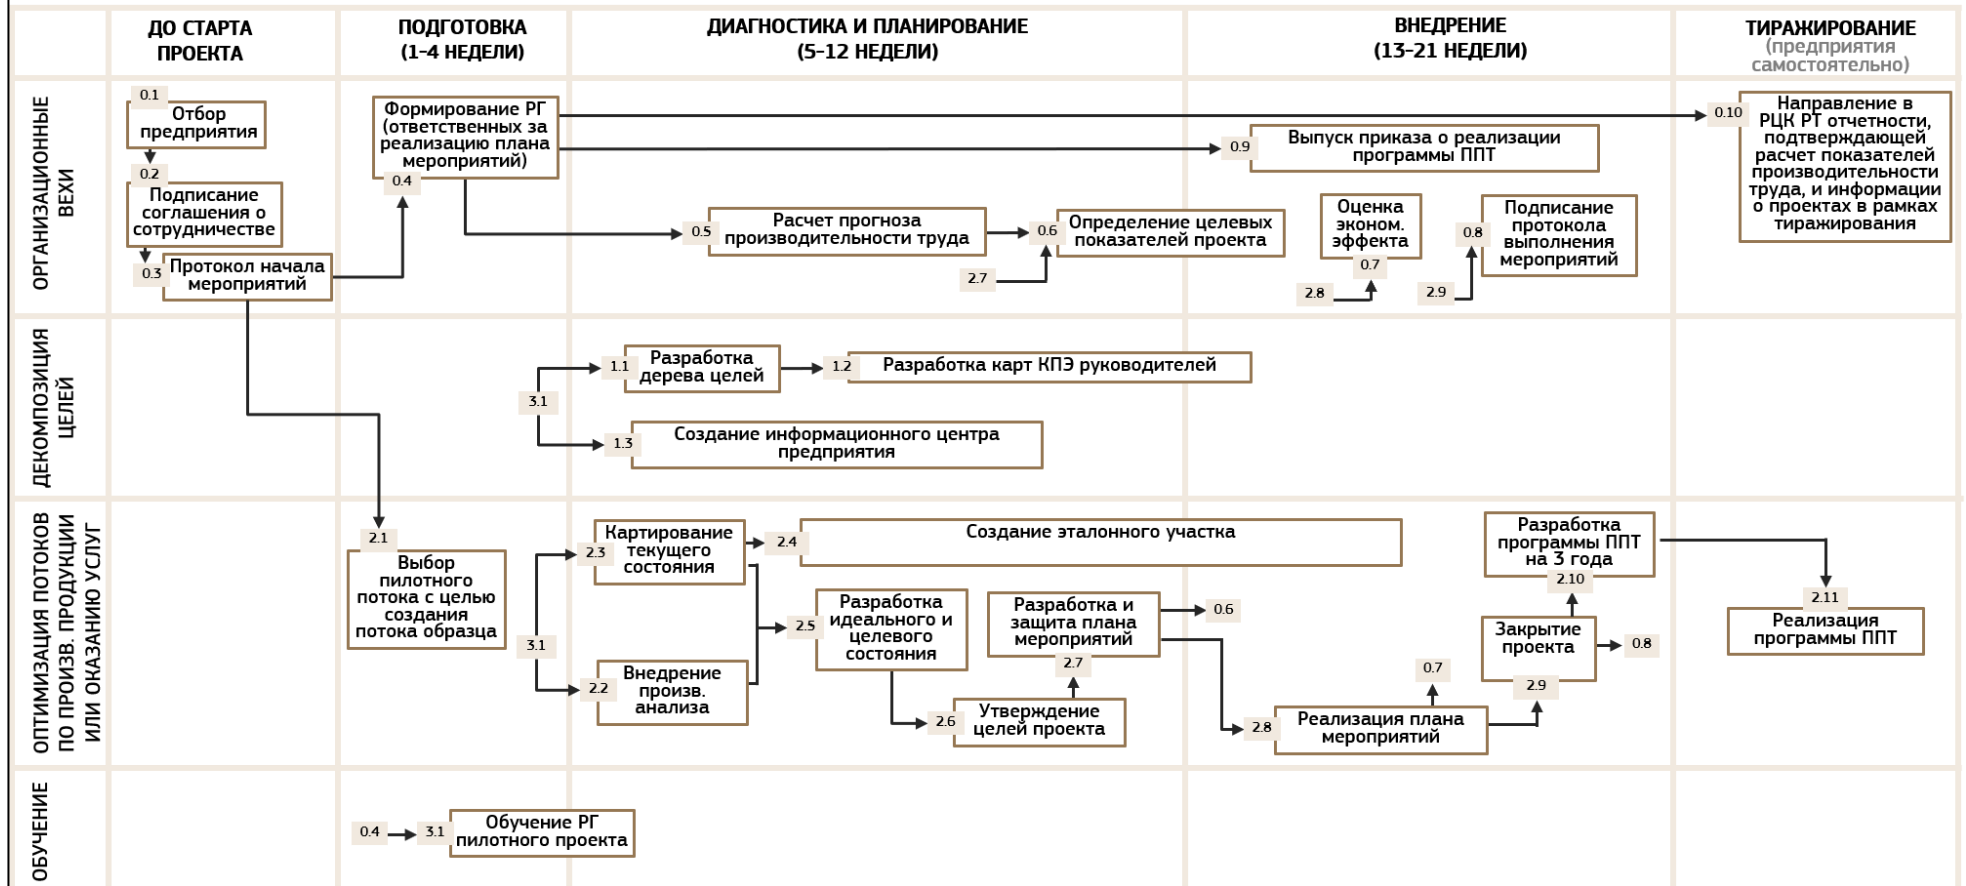 ДО СТАРТА
ПРОЕКТА
ПОДГОТОВКА
(1-4 НЕДЕЛИ)
ДИАГНОСТИКА И ПЛАНИРОВАНИЕ
(5-12 НЕДЕЛИ)
ВНЕДРЕНИЕ
(13-21 НЕДЕЛИ)
ТИРАЖИРОВАНИЕ
(предприятия
самостоятельно)
ОРГАНИЗАЦИОННЫЕ
ВЕХИ
0.1
Отбор
предприятия
0.2
Подписание
соглашения о
сотрудничестве
0.3
Протокол начала
мероприятий
Формирование РГ
(ответственных за
реализацию плана
мероприятий)
0.4
0.5
Расчет прогноза
производительности труда
0.6
Определение целевых
показателей проекта
2.7
0.9
Выпуск приказа о реализации
программы ППТ
Оценка
эконом.
эффекта
0.7
2.8
0.8
Подписание
протокола
выполнения
мероприятий
2.9
0.10
Направление в
РЦК РТ отчетности,
подтверждающей
расчет показателей
производительности
труда, и информации
о проектах в рамках
тиражирования
ДЕКОМПОЗИЦИЯ
ЦЕЛЕЙ
3.1
1.1
Разработка
дерева целей
1.2
Разработка карт КПЭ руководителей
1.3
Создание информационного центра
предприятия
ОПТИМИЗАЦИЯ ПОТОКОВ
ПО ПРОИЗВ. ПРОДУКЦИИ
ИЛИ ОКАЗАНИЮ УСЛУГ
2.1
Выбор
пилотного
потока с целью
создания
потока образца
3.1
2.3
Картирование
текущего
состояния
2.2
Внедрение
произв.
анализа
2.4
Создание эталонного участка
2.5
Разработка
идеального и
целевого
состояния
2.6
Утверждение
целей проекта
Разработка и
защита плана
мероприятий
2.7
0.6
2.8
Реализация плана
мероприятий
0.7
Разработка
программы ППТ
на 3 года
2.10
Закрытие
проекта
2.9
0.8
2.11
Реализация
программы ППТ
ОБУЧЕНИЕ
0.4
3.1
Обучение РГ
пилотного проекта